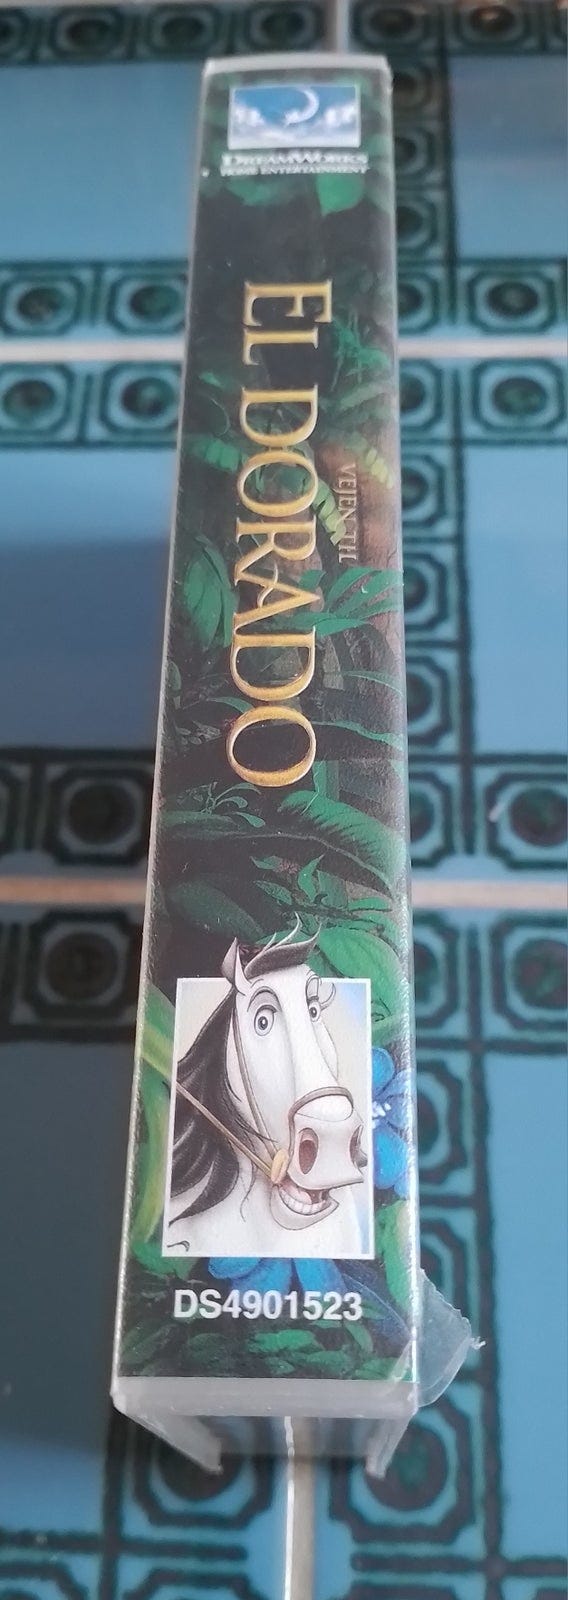 DREAMWORKS
HOME ENTERTAINMENT
VEJEN TIL
EL DORADO
DS4901523